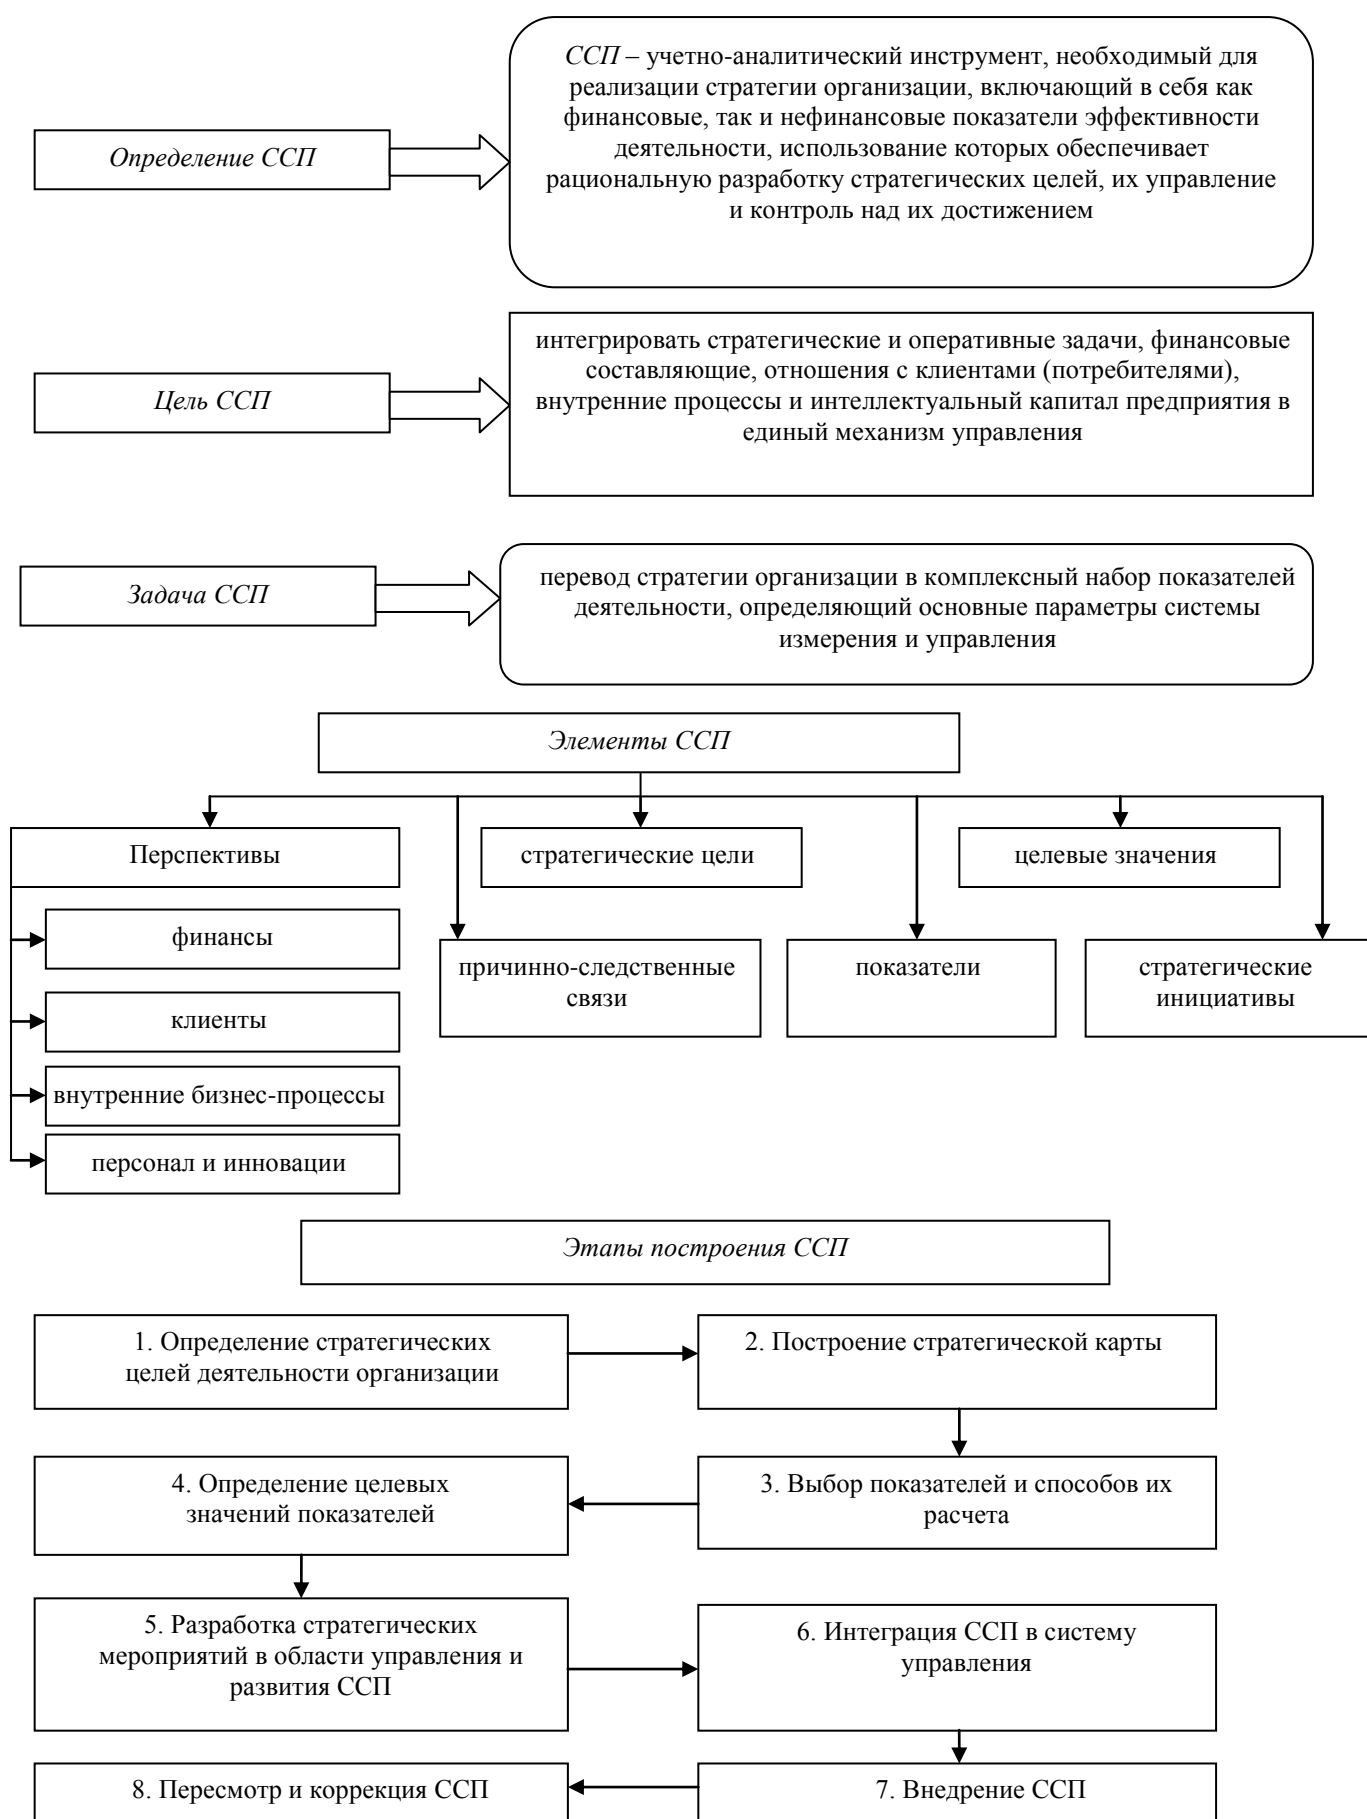 Определение ССП
ССП – учетно-аналитический инструмент, необходимый для
реализации стратегии организации, включающий в себя как
финансовые, так и нефинансовые показатели эффективности
деятельности, использование которых обеспечивает
рациональную разработку стратегических целей, их управление
и контроль над их достижением
Цель ССП
интегрировать стратегические и оперативные задачи, финансовые
составляющие, отношения с клиентами (потребителями),
внутренние процессы и интеллектуальный капитал предприятия в
единый механизм управления
Задача ССП
перевод стратегии организации в комплексный набор показателей
деятельности, определяющий основные параметры системы
измерения и управления
Элементы ССП
Перспективы
стратегические цели
целевые значения
финансы
клиенты
внутренние бизнес-процессы
персонал и инновации
причинно-следственные
связи
показатели
стратегические
инициативы
Этапы построения ССП
1. Определение стратегических
целей деятельности организации
2. Построение стратегической карты
3. Выбор показателей и способов их
расчета
4. Определение целевых
значений показателей
5. Разработка стратегических
мероприятий в области управления и
развития ССП
6. Интеграция ССП в систему
управления
7. Внедрение ССП
8. Пересмотр и коррекция ССП